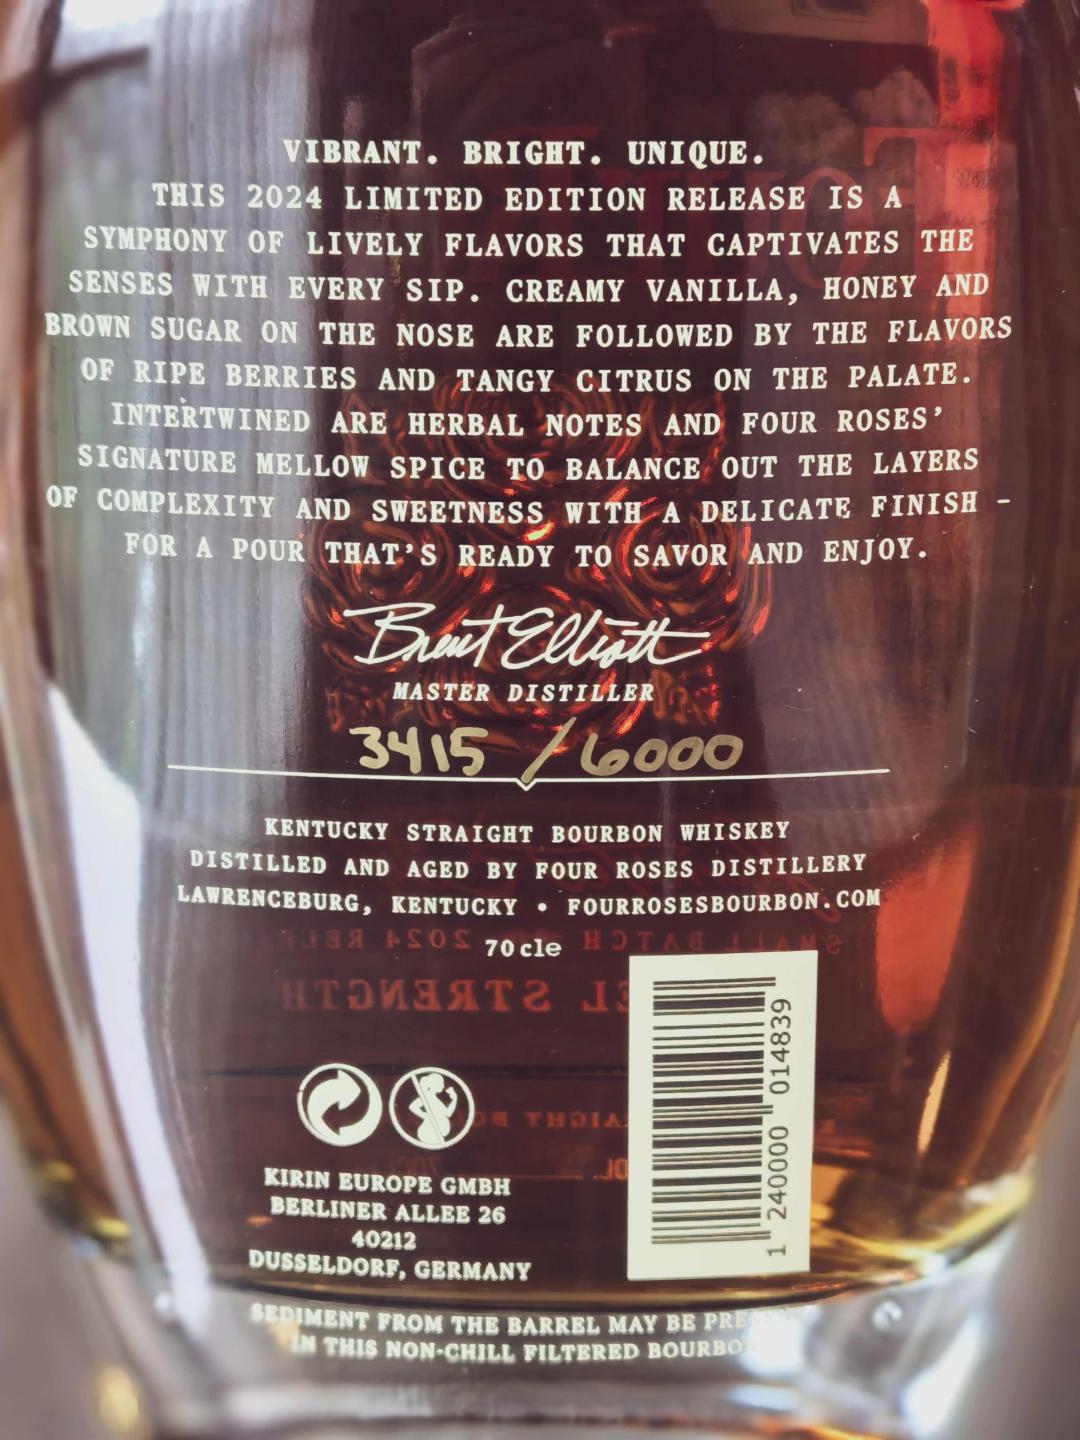 VIBRANT. BRIGHT. UNIQUE.
THIS 2024 LIMITED EDITION RELEASE IS A
SYMPHONY OF LIVELY FLAVORS THAT CAPTIVATES THE
SENSES WITH EVERY SIP. CREAMY VANILLA, HONEY AND
BROWN SUGAR ON THE NOSE ARE FOLLOWED BY THE FLAVORS
OF RIPE BERRIES AND TANGY CITRUS ON THE PALATE.
INTERTWINED ARE HERBAL NOTES AND FOUR ROSES’
SIGNATURE MELLOW SPICE TO BALANCE OUT THE LAYERS
OF COMPLEXITY AND SWEETNESS WITH A DELICATE FINISH –
FOR A POUR THAT’S READY TO SAVOR AND ENJOY.
Brent Elliott
MASTER DISTILLER
3415 / 6000
KENTUCKY STRAIGHT BOURBON WHISKEY
DISTILLED AND AGED BY FOUR ROSES DISTILLERY
LAWRENCEBURG, KENTUCKY • FOURROSESBOURBON.COM
70 cle
1 240000 014839
KIRIN EUROPE GMBH
BERLINER ALLEE 26
40212
DUSSELDORF, GERMANY
SEDIMENT FROM THE BARREL MAY BE
IN THIS NON-CHILL FILTERED BOURBON